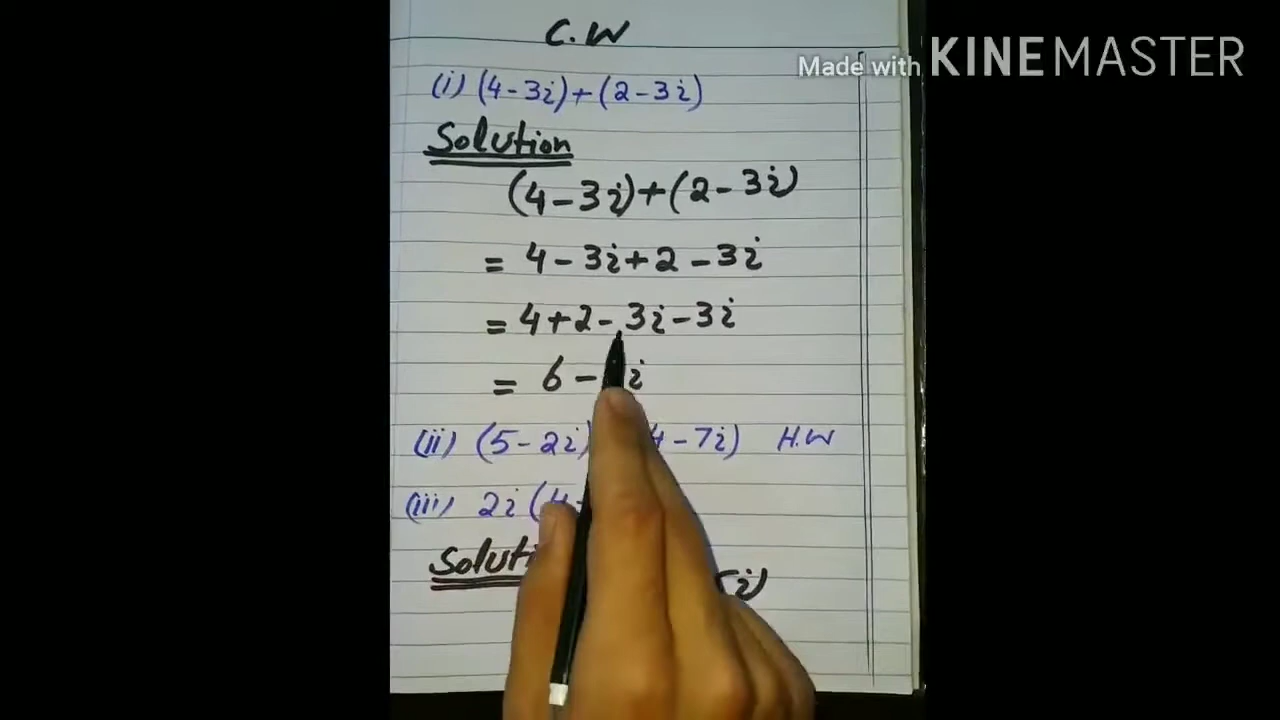 C.W
Made with KINEMASTER
(i) (4-3i)+(2-3i)
Solution
(4-3i)+(2-3i)
= 4-3i+2-3i
= 4+2-3i-3i
= 6- i
(ii) (5-2i) 4-7i) H.W
(iii) 2i (4
i)